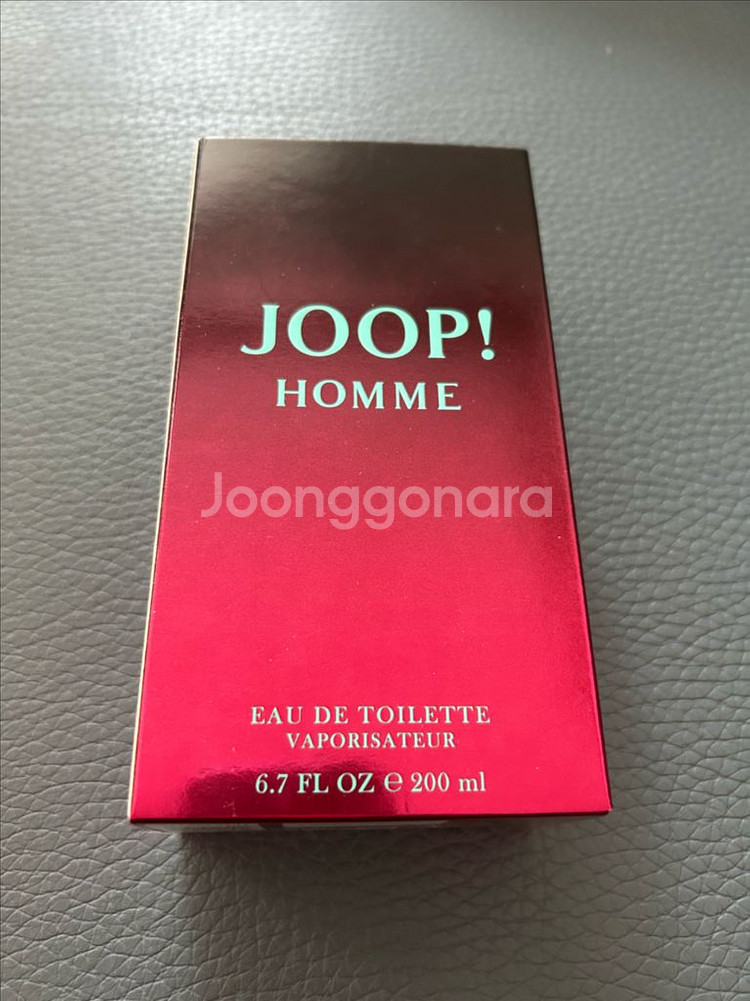 JOOP!
HOMME
Joonggonara
EAU DE TOILETTE
VAPORISATEUR
6.7 FL OZ ℮ 200 ml